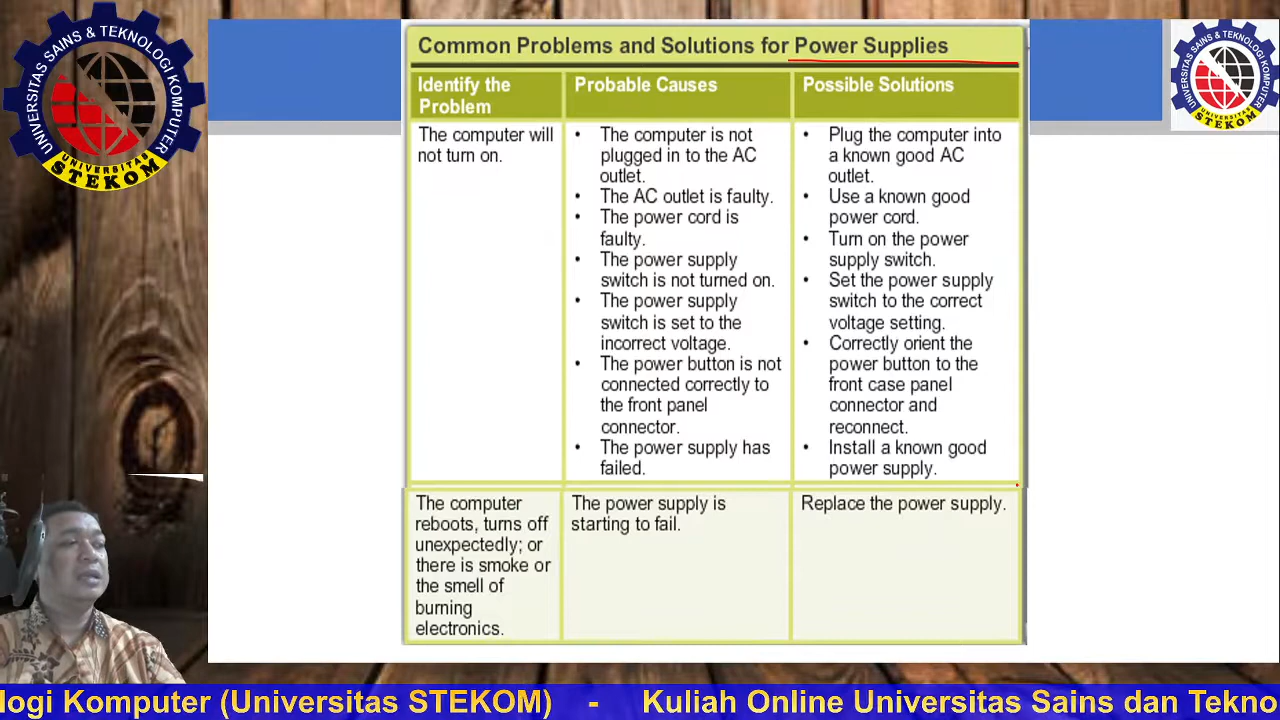 UNIVERSITAS SAINS & TEKNOLOGI KOMPUTER
UNIVERSITAS
STEKOM
UNIVERSITAS SAINS & TEKNOLOGI KOMPUTER
UNIVERSITAS
STEKOM
Common Problems and Solutions for Power Supplies
Identify the
Problem
Probable Causes
Possible Solutions
The computer will
not turn on.
• The computer is not
plugged in to the AC
outlet.
• The AC outlet is faulty.
• The power cord is
faulty.
• The power supply
switch is not turned on.
• The power supply
switch is set to the
incorrect voltage.
• The power button is not
connected correctly to
the front panel
connector.
• The power supply has
failed.
• Plug the computer into
a known good AC
outlet.
• Use a known good
power cord.
• Turn on the power
supply switch.
• Set the power supply
switch to the correct
voltage setting.
• Correctly orient the
power button to the
front case panel
connector and
reconnect.
• Install a known good
power supply.
The computer
reboots, turns off
unexpectedly; or
there is smoke or
the smell of
burning
electronics.
The power supply is
starting to fail.
Replace the power supply.
logi Komputer (Universitas STEKOM) - Kuliah Online Universitas Sains dan Tekno